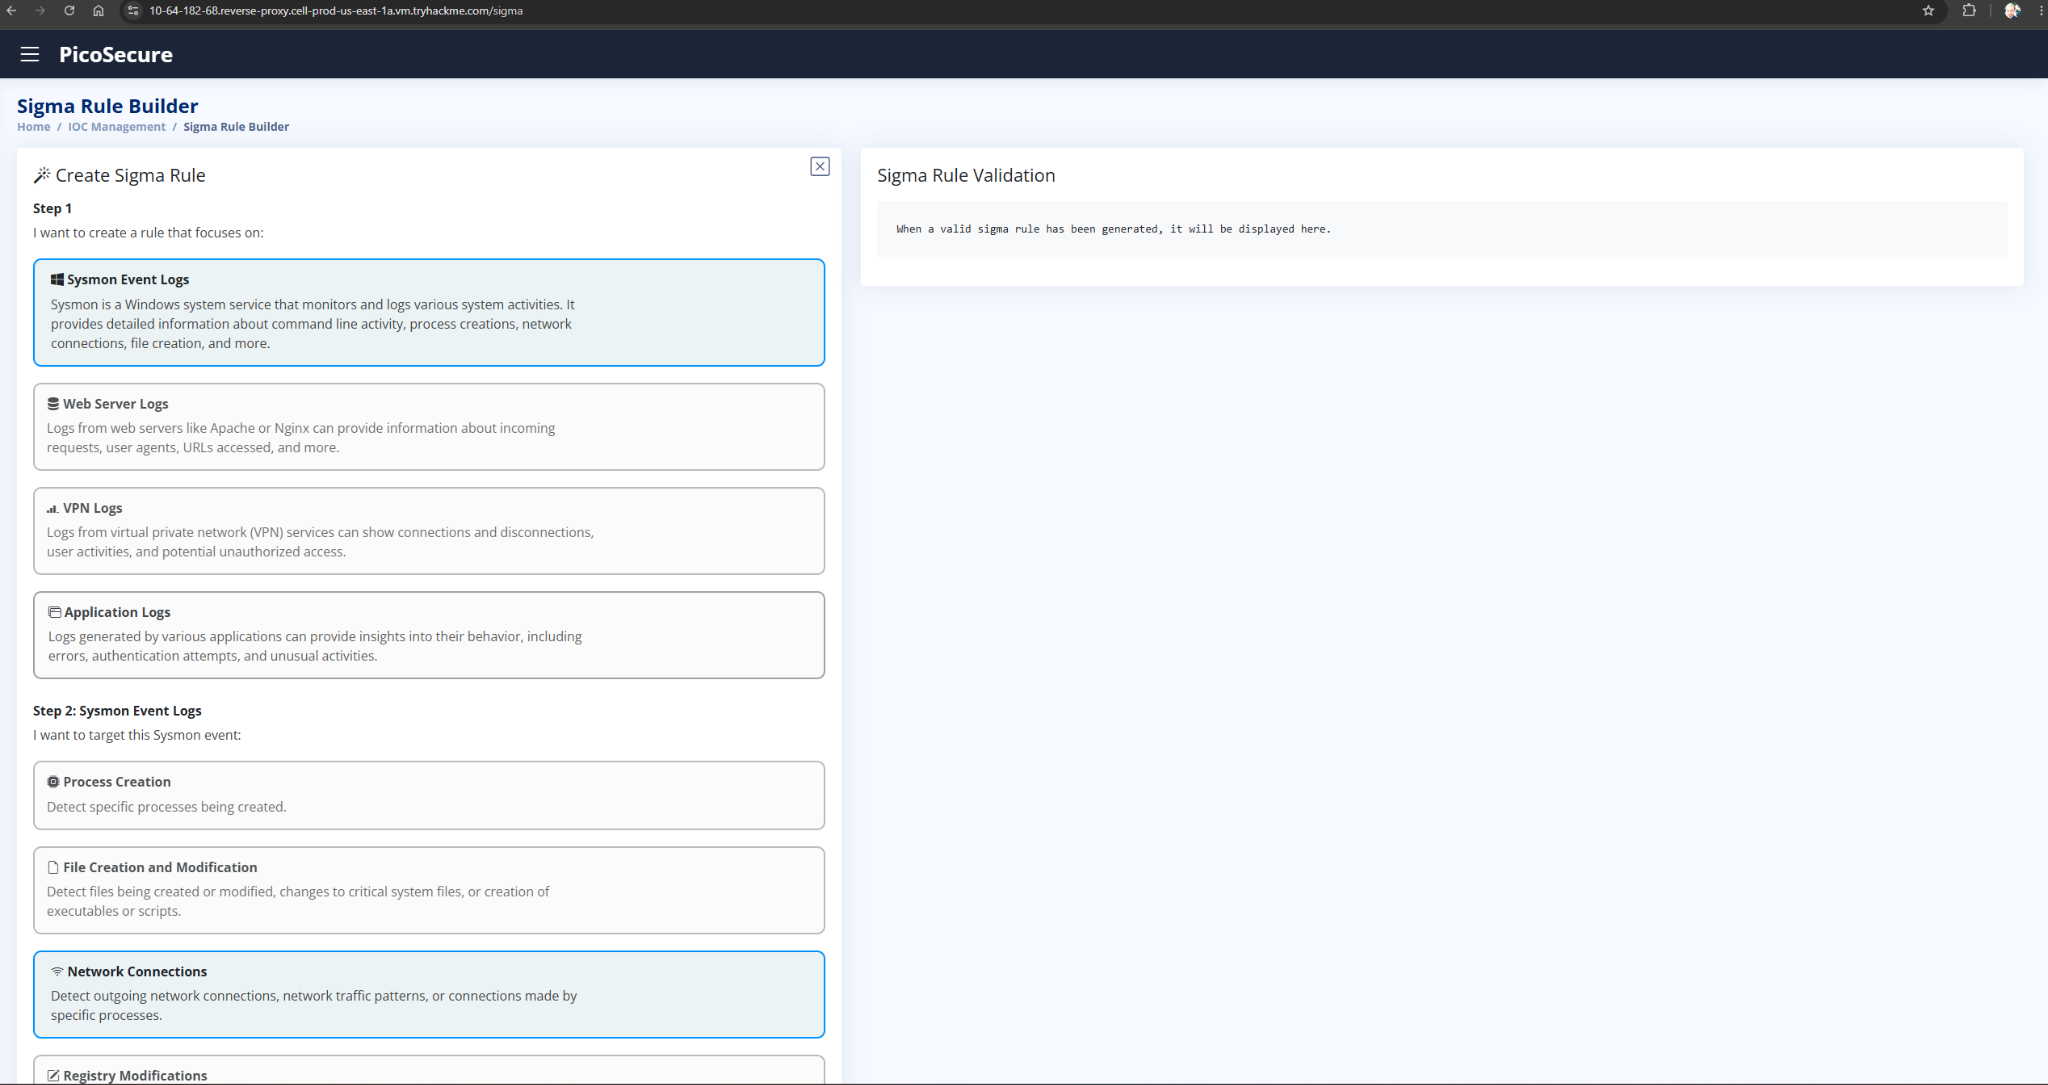 10-64-182-68.reverse-proxy.cell-prod-us-east-1a.vm.tryhackme.com/sigma
PicoSecure
Sigma Rule Builder
Home / IOC Management / Sigma Rule Builder
Create Sigma Rule
Step 1
I want to create a rule that focuses on:
Sysmon Event Logs
Sysmon is a Windows system service that monitors and logs various system activities. It
provides detailed information about command line activity, process creations, network
connections, file creation, and more.
Web Server Logs
Logs from web servers like Apache or Nginx can provide information about incoming
requests, user agents, URLs accessed, and more.
VPN Logs
Logs from virtual private network (VPN) services can show connections and disconnections,
user activities, and potential unauthorized access.
Application Logs
Logs generated by various applications can provide insights into their behavior, including
errors, authentication attempts, and unusual activities.
Step 2: Sysmon Event Logs
I want to target this Sysmon event:
Process Creation
Detect specific processes being created.
File Creation and Modification
Detect files being created or modified, changes to critical system files, or creation of
executables or scripts.
Network Connections
Detect outgoing network connections, network traffic patterns, or connections made by
specific processes.
Registry Modifications
Sigma Rule Validation
When a valid sigma rule has been generated, it will be displayed here.